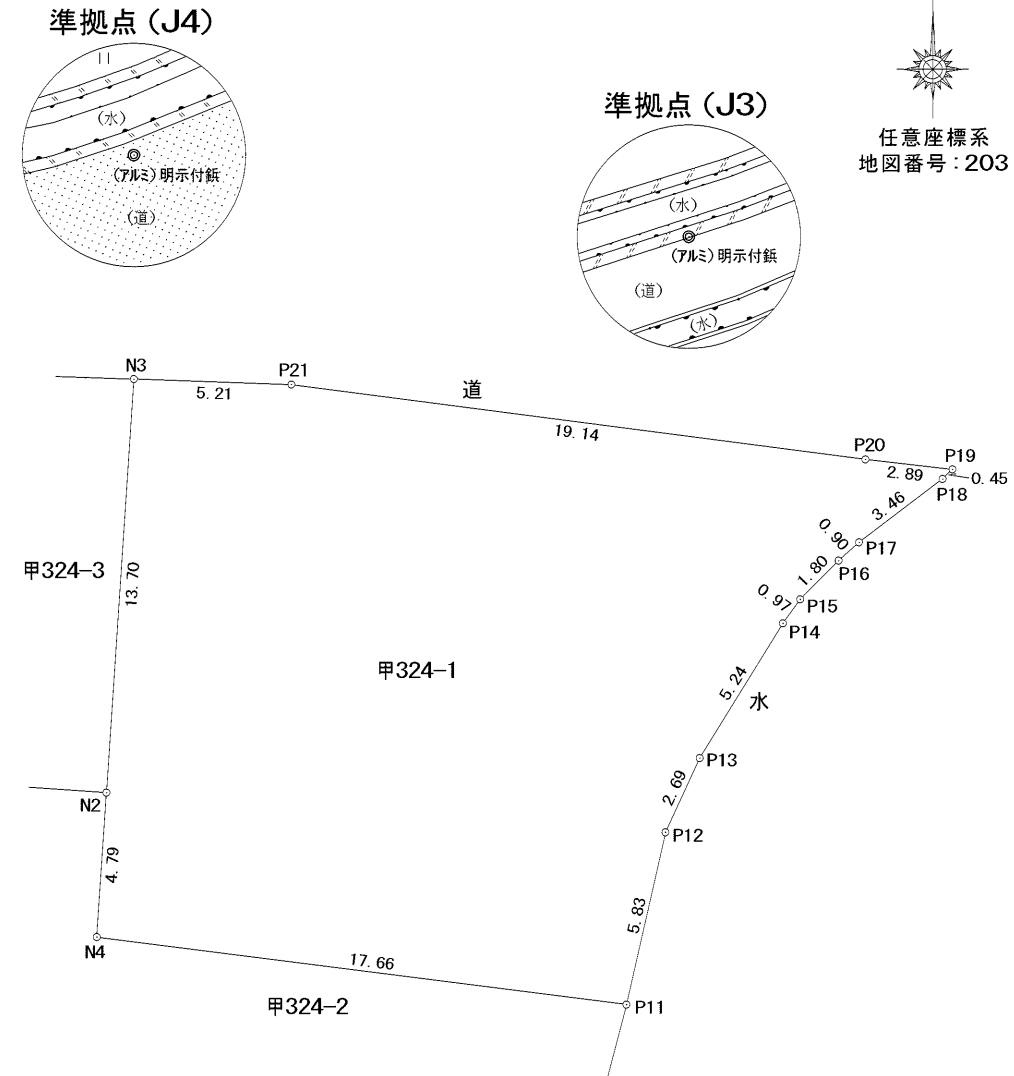 準拠点(J4)
(水)
(アルミ)明示付鋲
(道)
準拠点(J3)
(水)
(アルミ)明示付鋲
(道)
(水)
任意座標系
地図番号:203
N3
5.21
P21
道
19.14
P20
2.89
P19
0.45
P18
3.46
P17
0.90
P16
1.80
P15
0.97
P14
5.24
水
P13
2.69
P12
5.83
P11
17.66
N4
4.79
N2
13.70
甲324-3
甲324-1
甲324-2